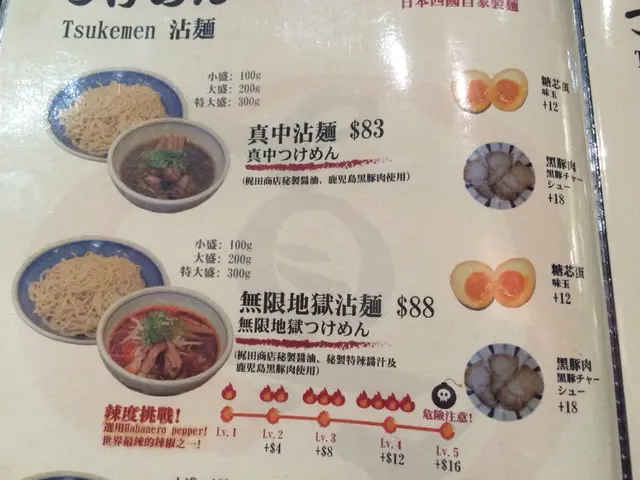 日本四國自家製麵
Tsukemen 沾麵
小盛: 100g
大盛: 200g
特大盛: 300g
真中沾麵 $83
真中つけめん
(梶田商店秘製醬油、鹿児島黒豚肉使用)
糖芯蛋
味玉
+12
黑豚肉
黒豚チャー
シュー
+18
小盛: 100g
大盛: 200g
特大盛: 300g
無限地獄沾麵 $88
無限地獄つけめん
(梶田商店秘製醬油、秘製特辣醬汁及
鹿児島黒豚肉使用)
糖芯蛋
味玉
+12
黑豚肉
黒豚チャー
シュー
+18
辣度挑戰!
選用Habanero pepper!
世界最辣的辣椒之一!
危險注意!
Lv. 1
Lv. 2
+$4
Lv. 3
+$8
Lv. 4
+$12
Lv. 5
+$16